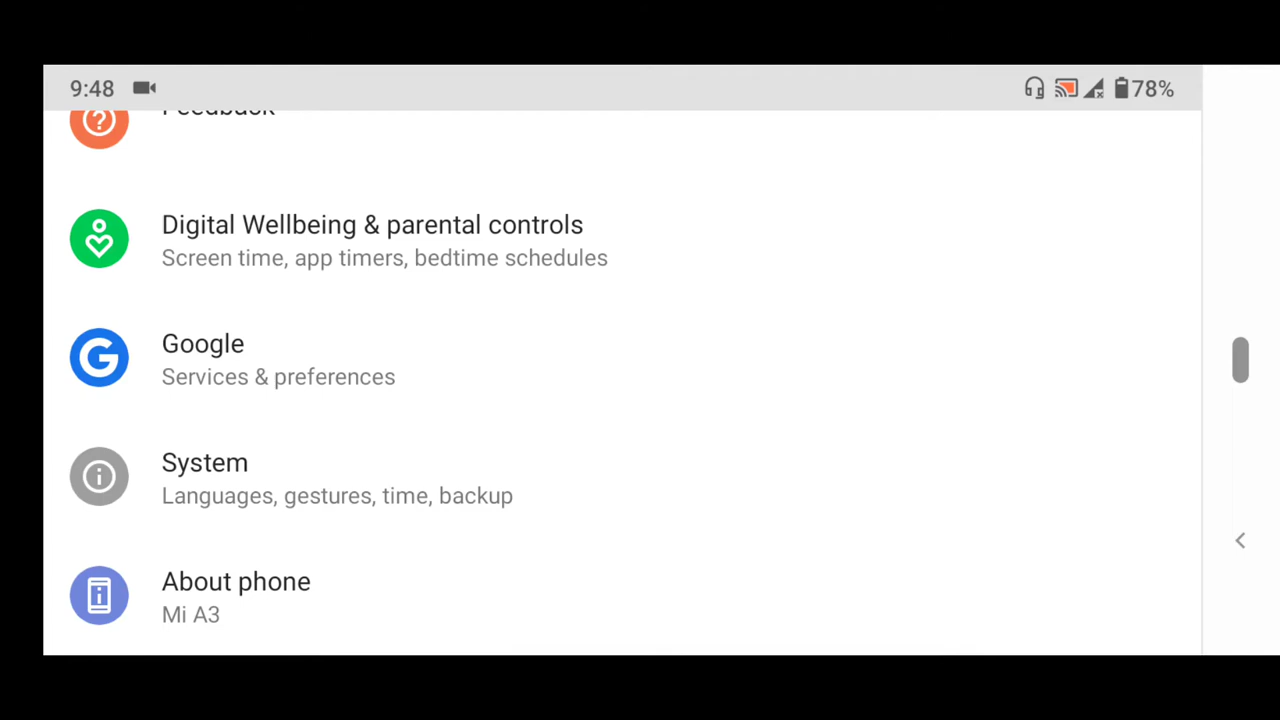 9:48
78%
Feedback
Digital Wellbeing & parental controls
Screen time, app timers, bedtime schedules
Google
Services & preferences
System
Languages, gestures, time, backup
About phone
Mi A3